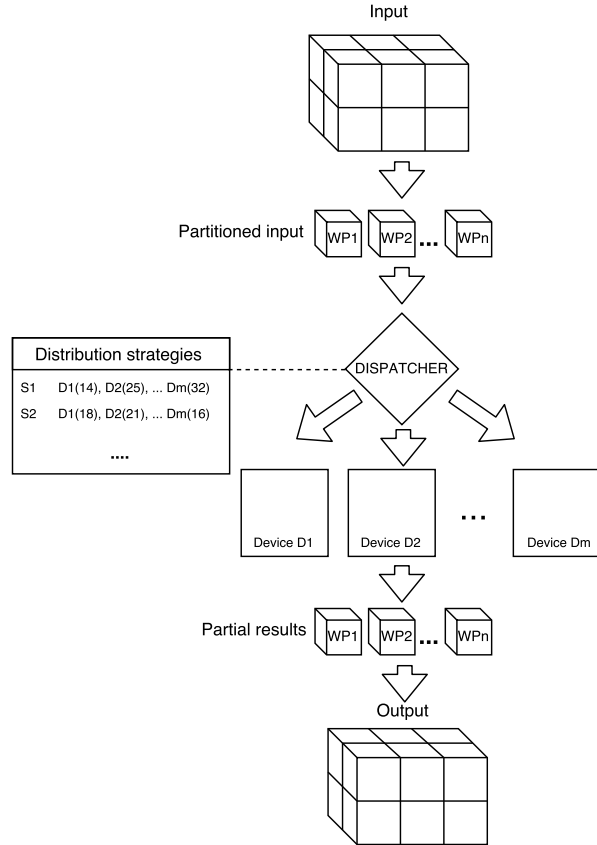 Input
Partitioned input
WP1 WP2 ... WPn
Distribution strategies
DISPATCHER
S1 D1(14), D2(25), ... Dm(32)
S2 D1(18), D2(21), ... Dm(16)
....
Device D1 Device D2 ... Device Dm
Partial results
WP1 WP2 ... WPn
Output